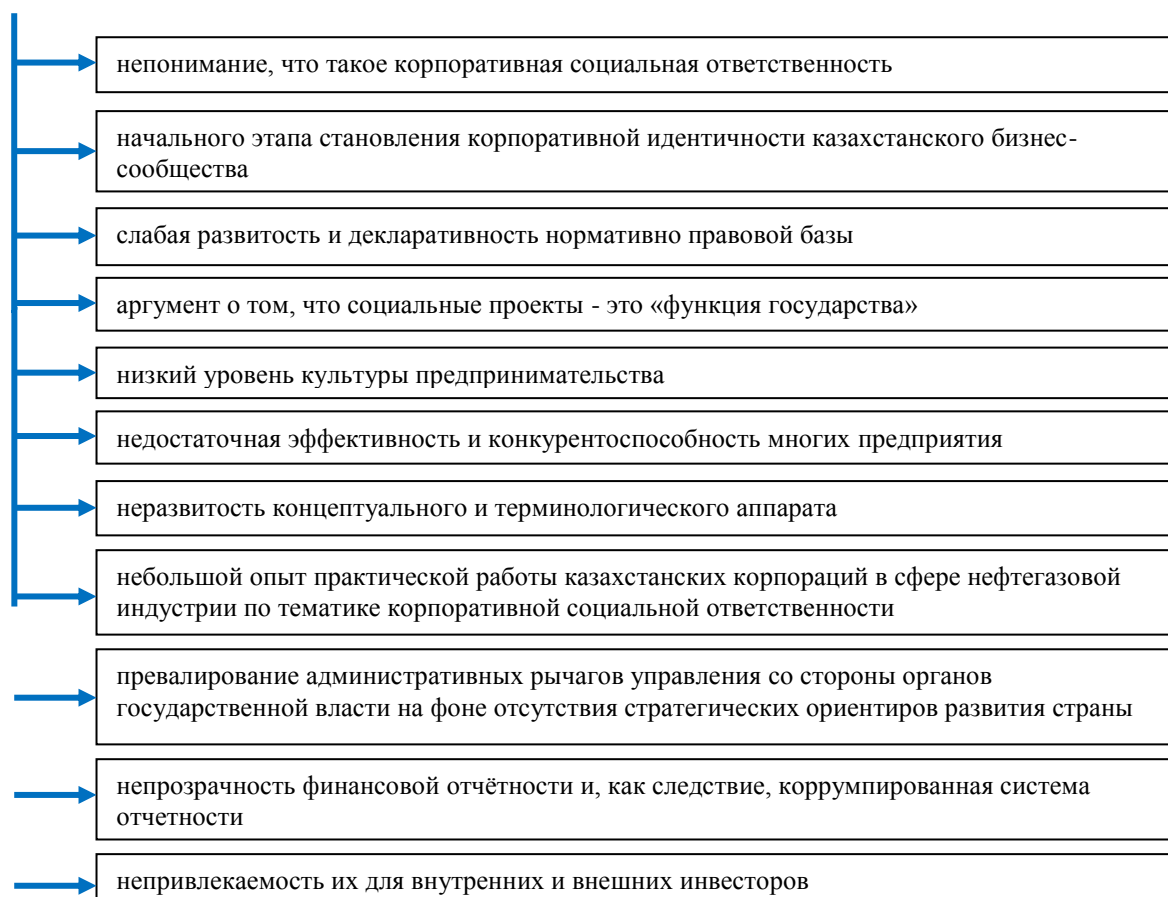 непонимание, что такое корпоративная социальная ответственность
начального этапа становления корпоративной идентичности казахстанского бизнес-
сообщества
слабая развитость и декларативность нормативно правовой базы
аргумент о том, что социальные проекты - это «функция государства»
низкий уровень культуры предпринимательства
недостаточная эффективность и конкурентоспособность многих предприятия
неразвитость концептуального и терминологического аппарата
небольшой опыт практической работы казахстанских корпораций в сфере нефтегазовой
индустрии по тематике корпоративной социальной ответственности
превалирование административных рычагов управления со стороны органов
государственной власти на фоне отсутствия стратегических ориентиров развития страны
непрозрачность финансовой отчётности и, как следствие, коррумпированная система
отчетности
непривлекаемость их для внутренних и внешних инвесторов